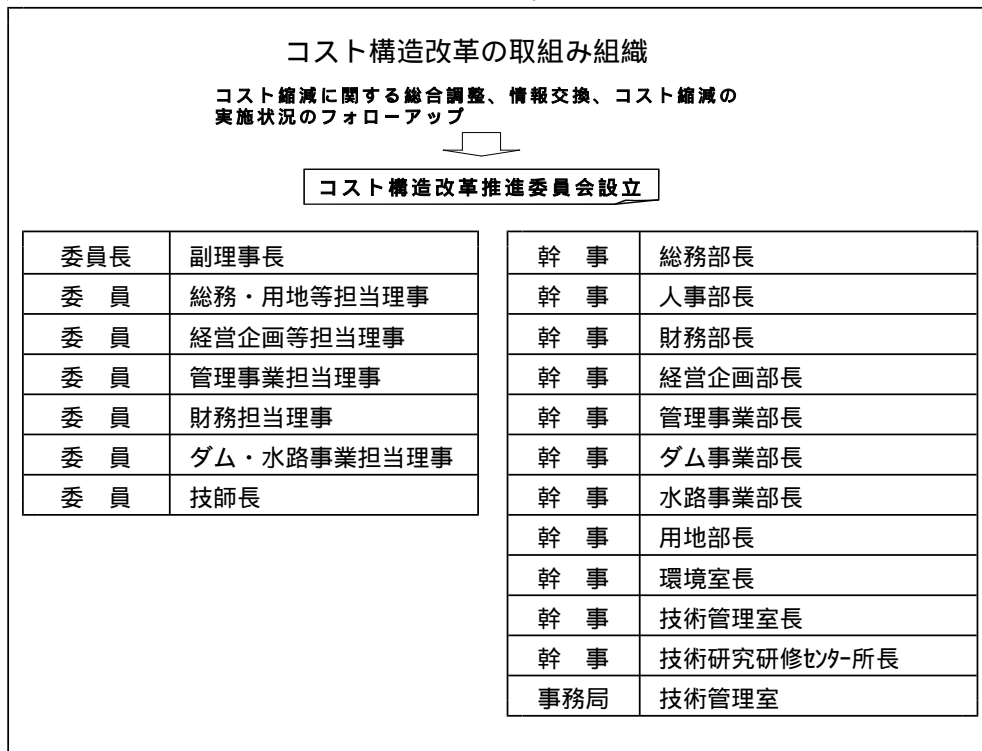 コスト構造改革の取組み組織
コスト縮減に関する総合調整、情報交換、コスト縮減の
実施状況のフォローアップ
コスト構造改革推進委員会設立
委員長 副理事長
委 員 総務・用地等担当理事
委 員 経営企画等担当理事
委 員 管理事業担当理事
委 員 財務担当理事
委 員 ダム・水路事業担当理事
委 員 技師長
幹 事 総務部長
幹 事 人事部長
幹 事 財務部長
幹 事 経営企画部長
幹 事 管理事業部長
幹 事 ダム事業部長
幹 事 水路事業部長
幹 事 用地部長
幹 事 環境室長
幹 事 技術管理室長
幹 事 技術研究研修ｾﾝﾀｰ所長
事務局 技術管理室